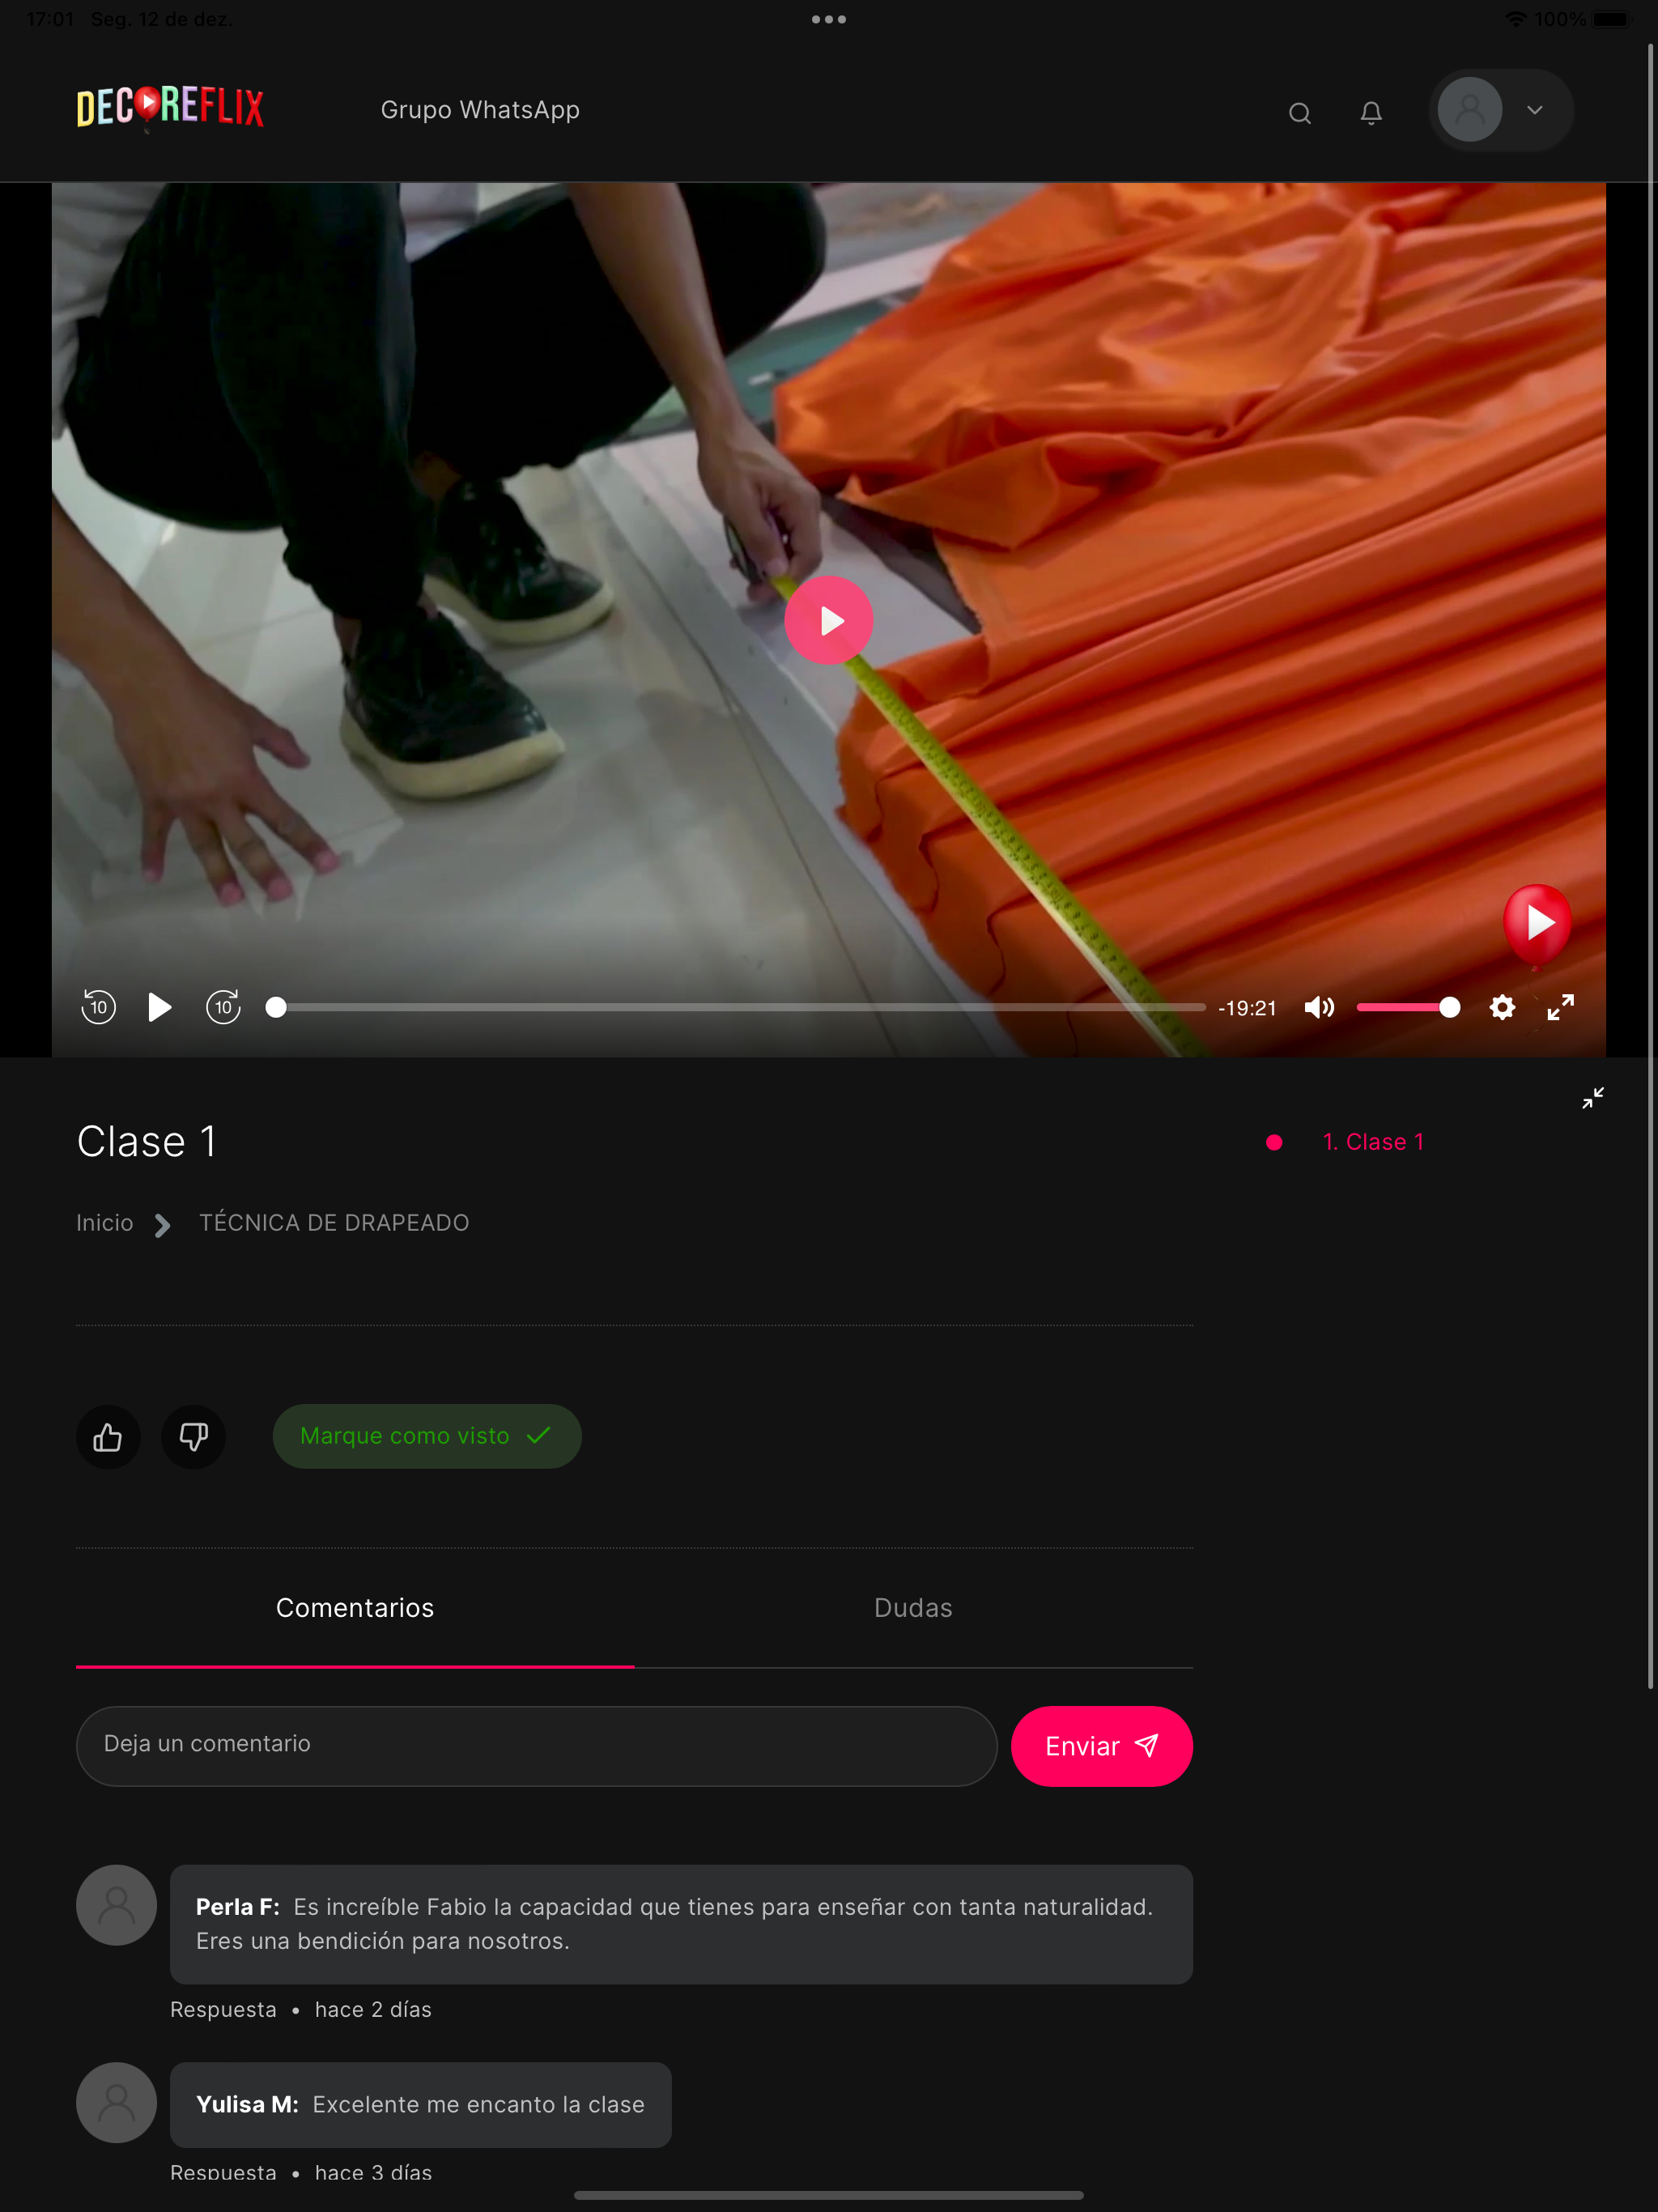 17:01 Seg. 12 de dez.
100%
DECOREFLIX
Grupo WhatsApp
10
10
-19:21
Clase 1
1. Clase 1
Inicio
TÉCNICA DE DRAPEADO
Marque como visto
Comentarios
Dudas
Deja un comentario
Enviar
Perla F: Es increíble Fabio la capacidad que tienes para enseñar con tanta naturalidad.
Eres una bendición para nosotros.
Respuesta • hace 2 días
Yulisa M: Excelente me encanto la clase
Respuesta • hace 3 días